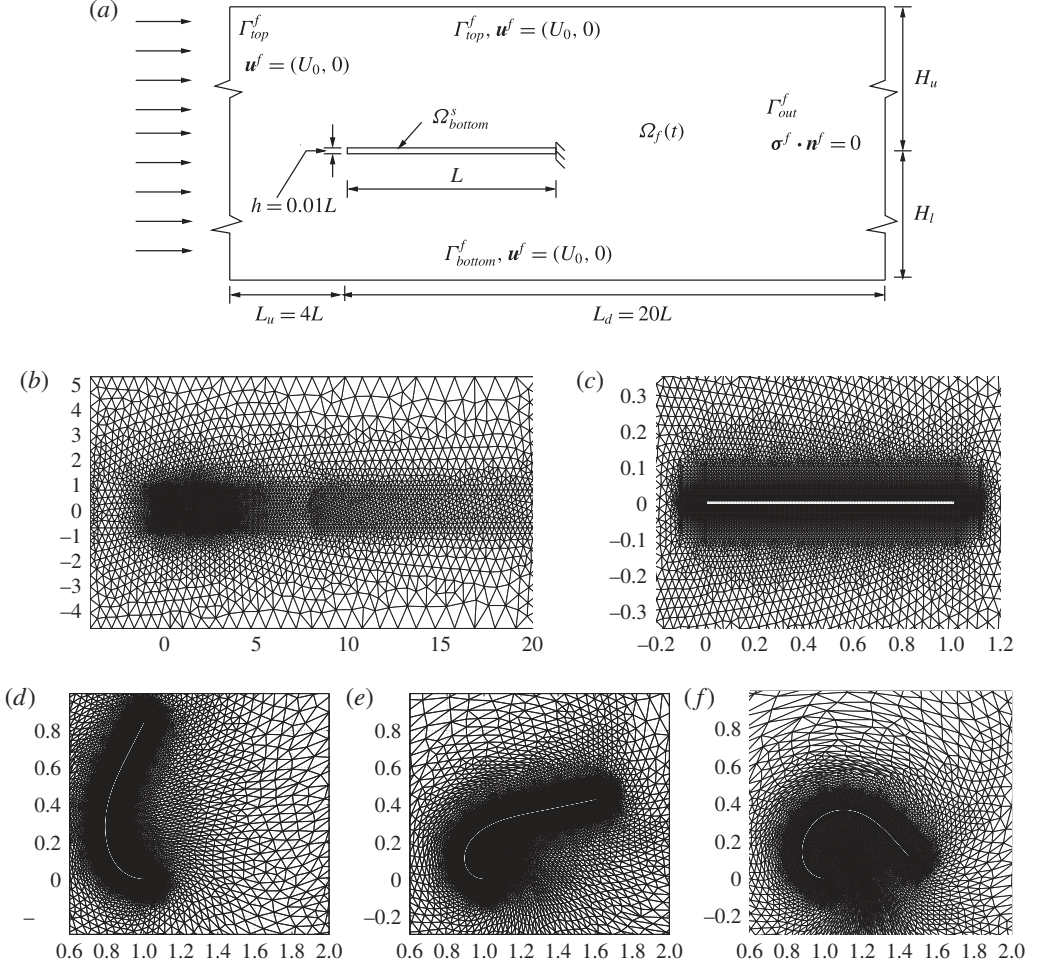 (a)
Γ^f_top
Γ^f_top, u^f = (U_0, 0)
u^f = (U_0, 0)
H_u
Γ^f_out
Ω^s_bottom
Ω_f(t)
σ^f · n^f = 0
L
h = 0.01L
H_l
Γ^f_bottom, u^f = (U_0, 0)
L_u = 4L
L_d = 20L
(b)
5
4
3
2
1
0
–1
–2
–3
–4
0 5 10 15 20
(c)
0.3
0.2
0.1
0
–0.1
–0.2
–0.3
–0.2 0 0.2 0.4 0.6 0.8 1.0 1.2
(d)
0.8
0.6
0.4
0.2
0
–
0.6 0.8 1.0 1.2 1.4 1.6 1.8 2.0
(e)
0.8
0.6
0.4
0.2
0
–0.2
0.6 0.8 1.0 1.2 1.4 1.6 1.8 2.0
(f)
0.8
0.6
0.4
0.2
0
–0.2
0.6 0.8 1.0 1.2 1.4 1.6 1.8 2.0